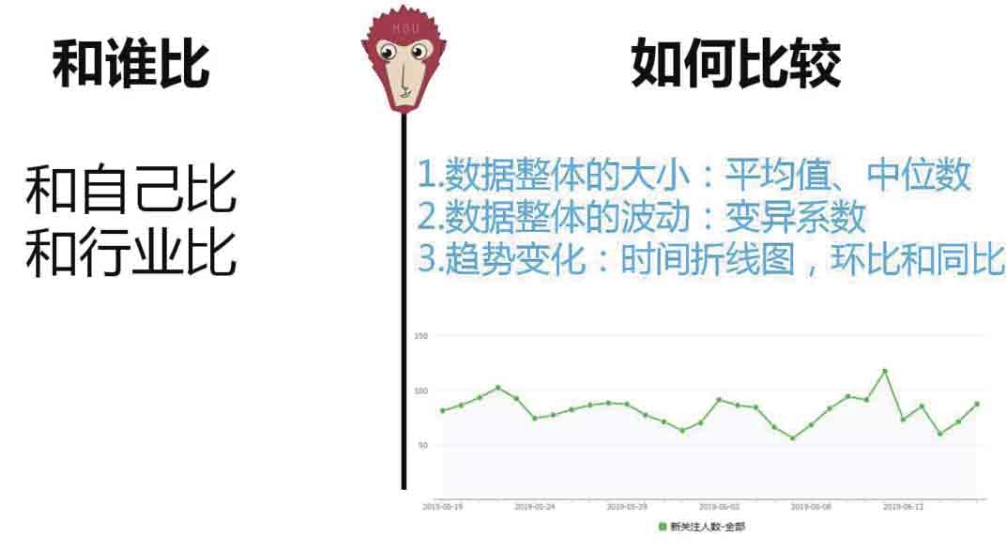 和谁比
MOU
如何比较
和自己比
和行业比
1.数据整体的大小：平均值、中位数
2.数据整体的波动：变异系数
3.趋势变化：时间折线图，环比和同比
150
100
50
2019-05-19 2019-05-24 2019-05-29 2019-06-03 2019-06-08 2019-06-13
新关注人数-全部